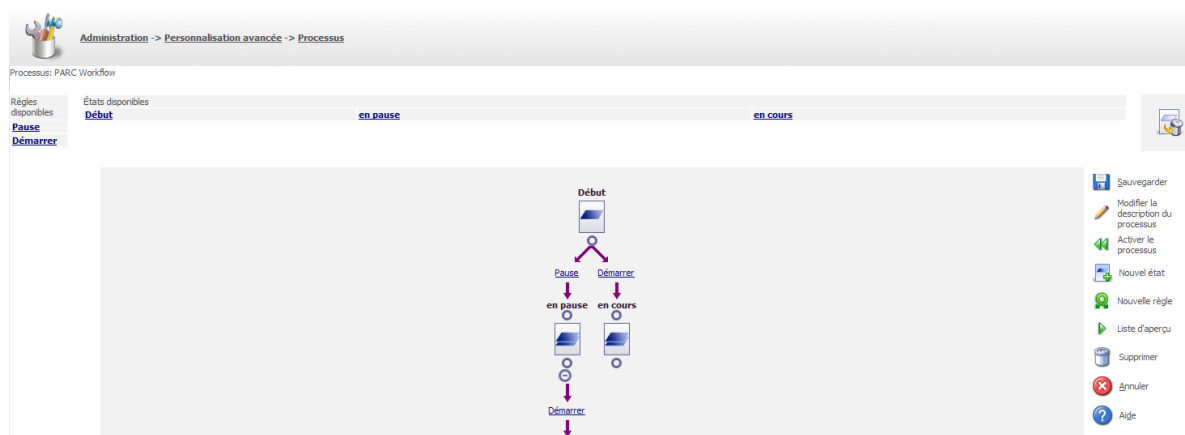 Administration -> Personnalisation avancée -> Processus
Processus: PARC Workflow
Règles
disponibles
Pause
Démarrer
États disponibles
Début en pause en cours
Début
Pause Démarrer
en pause en cours
Démarrer
Sauvegarder
Modifier la
description du
processus
Activer le
processus
Nouvel état
Nouvelle règle
Liste d'aperçu
Supprimer
Annuler
Aide